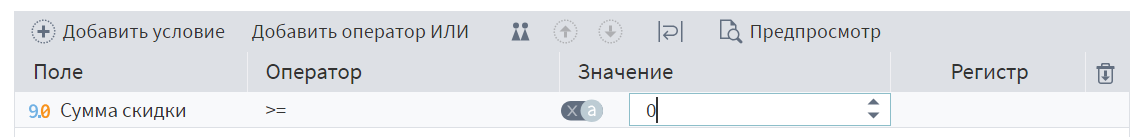 Добавить условие Добавить оператор ИЛИ Предпросмотр
Поле Оператор Значение Регистр
9.0 Сумма скидки >= X a 0